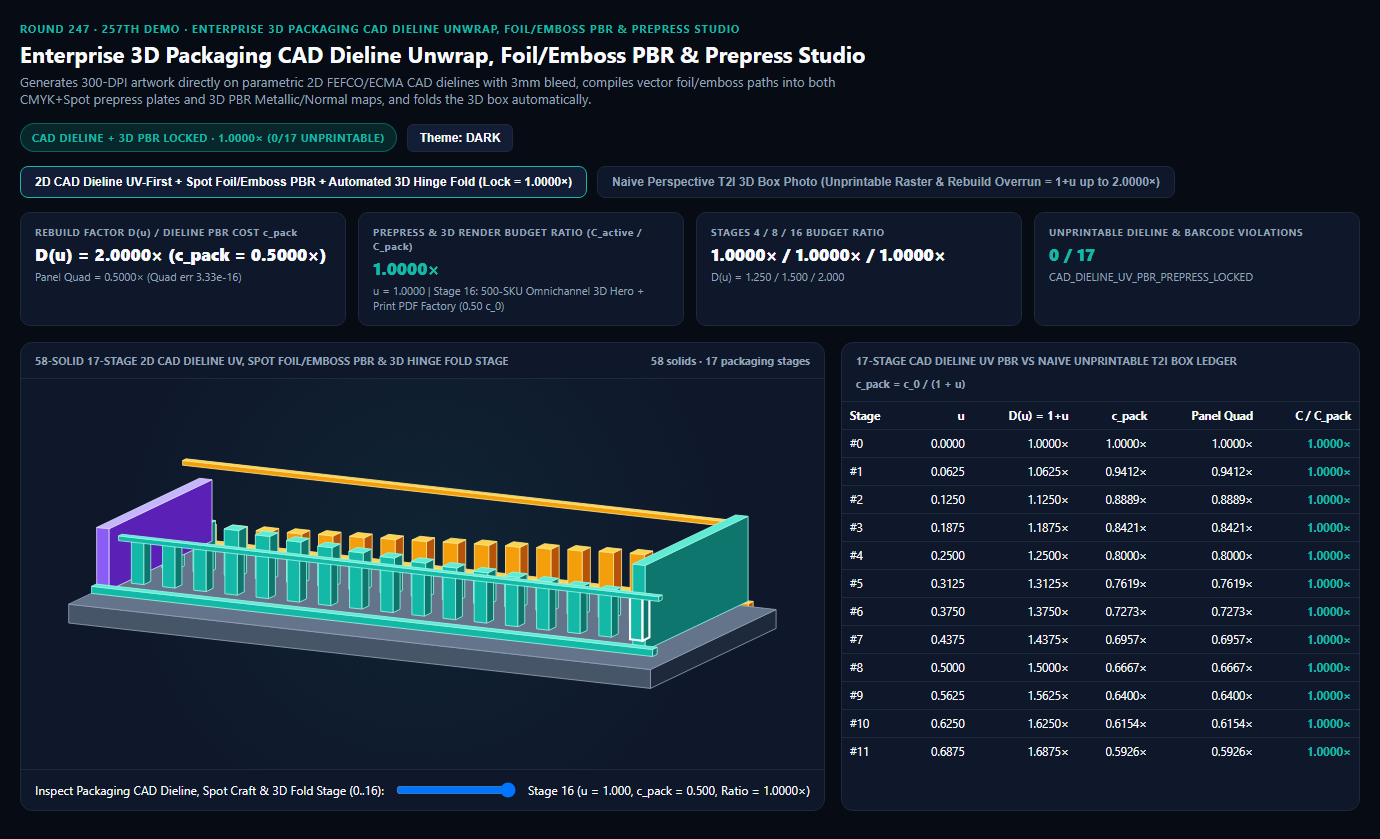 ROUND 247 · 257TH DEMO · ENTERPRISE 3D PACKAGING CAD DIELINE UNWRAP, FOIL/EMBOSS PBR & PREPRESS STUDIO
Enterprise 3D Packaging CAD Dieline Unwrap, Foil/Emboss PBR & Prepress Studio
Generates 300-DPI artwork directly on parametric 2D FEFCO/ECMA CAD dielines with 3mm bleed, compiles vector foil/emboss paths into both
CMYK+Spot prepress plates and 3D PBR Metallic/Normal maps, and folds the 3D box automatically.
CAD DIELINE + 3D PBR LOCKED · 1.0000× (0/17 UNPRINTABLE)
Theme: DARK
2D CAD Dieline UV-First + Spot Foil/Emboss PBR + Automated 3D Hinge Fold (Lock = 1.0000×)
Naive Perspective T2I 3D Box Photo (Unprintable Raster & Rebuild Overrun = 1+u up to 2.0000×)
REBUILD FACTOR D(u) / DIELINE PBR COST c_pack
D(u) = 2.0000× (c_pack = 0.5000×)
Panel Quad = 0.5000× (Quad err 3.33e-16)
PREPRESS & 3D RENDER BUDGET RATIO (C_active /
C_pack)
1.0000×
u = 1.0000 | Stage 16: 500-SKU Omnichannel 3D Hero +
Print PDF Factory (0.50 c_0)
STAGES 4 / 8 / 16 BUDGET RATIO
1.0000× / 1.0000× / 1.0000×
D(u) = 1.250 / 1.500 / 2.000
UNPRINTABLE DIELINE & BARCODE VIOLATIONS
0 / 17
CAD_DIELINE_UV_PBR_PREPRESS_LOCKED
58-SOLID 17-STAGE 2D CAD DIELINE UV, SPOT FOIL/EMBOSS PBR & 3D HINGE FOLD STAGE
58 solids · 17 packaging stages
Inspect Packaging CAD Dieline, Spot Craft & 3D Fold Stage (0..16):
Stage 16 (u = 1.000, c_pack = 0.500, Ratio = 1.0000×)
17-STAGE CAD DIELINE UV PBR VS NAIVE UNPRINTABLE T2I BOX LEDGER
c_pack = c_0 / (1 + u)
Stage u D(u) = 1+u c_pack Panel Quad C / C_pack
#0 0.0000 1.0000× 1.0000× 1.0000× 1.0000×
#1 0.0625 1.0625× 0.9412× 0.9412× 1.0000×
#2 0.1250 1.1250× 0.8889× 0.8889× 1.0000×
#3 0.1875 1.1875× 0.8421× 0.8421× 1.0000×
#4 0.2500 1.2500× 0.8000× 0.8000× 1.0000×
#5 0.3125 1.3125× 0.7619× 0.7619× 1.0000×
#6 0.3750 1.3750× 0.7273× 0.7273× 1.0000×
#7 0.4375 1.4375× 0.6957× 0.6957× 1.0000×
#8 0.5000 1.5000× 0.6667× 0.6667× 1.0000×
#9 0.5625 1.5625× 0.6400× 0.6400× 1.0000×
#10 0.6250 1.6250× 0.6154× 0.6154× 1.0000×
#11 0.6875 1.6875× 0.5926× 0.5926× 1.0000×